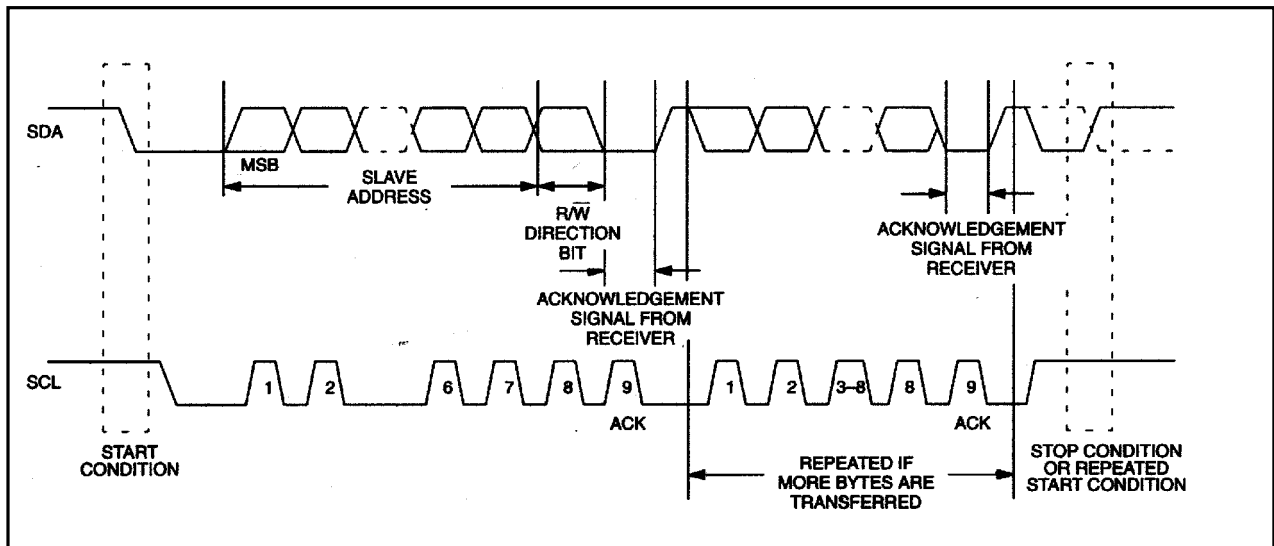 SDA
MSB
SLAVE
ADDRESS
R/W̅
DIRECTION
BIT
ACKNOWLEDGEMENT
SIGNAL FROM
RECEIVER
ACKNOWLEDGEMENT
SIGNAL FROM
RECEIVER
SCL
1
2
6
7
8
9
1
2
3–8
8
9
ACK
ACK
START
CONDITION
REPEATED IF
MORE BYTES ARE
TRANSFERRED
STOP CONDITION
OR REPEATED
START CONDITION